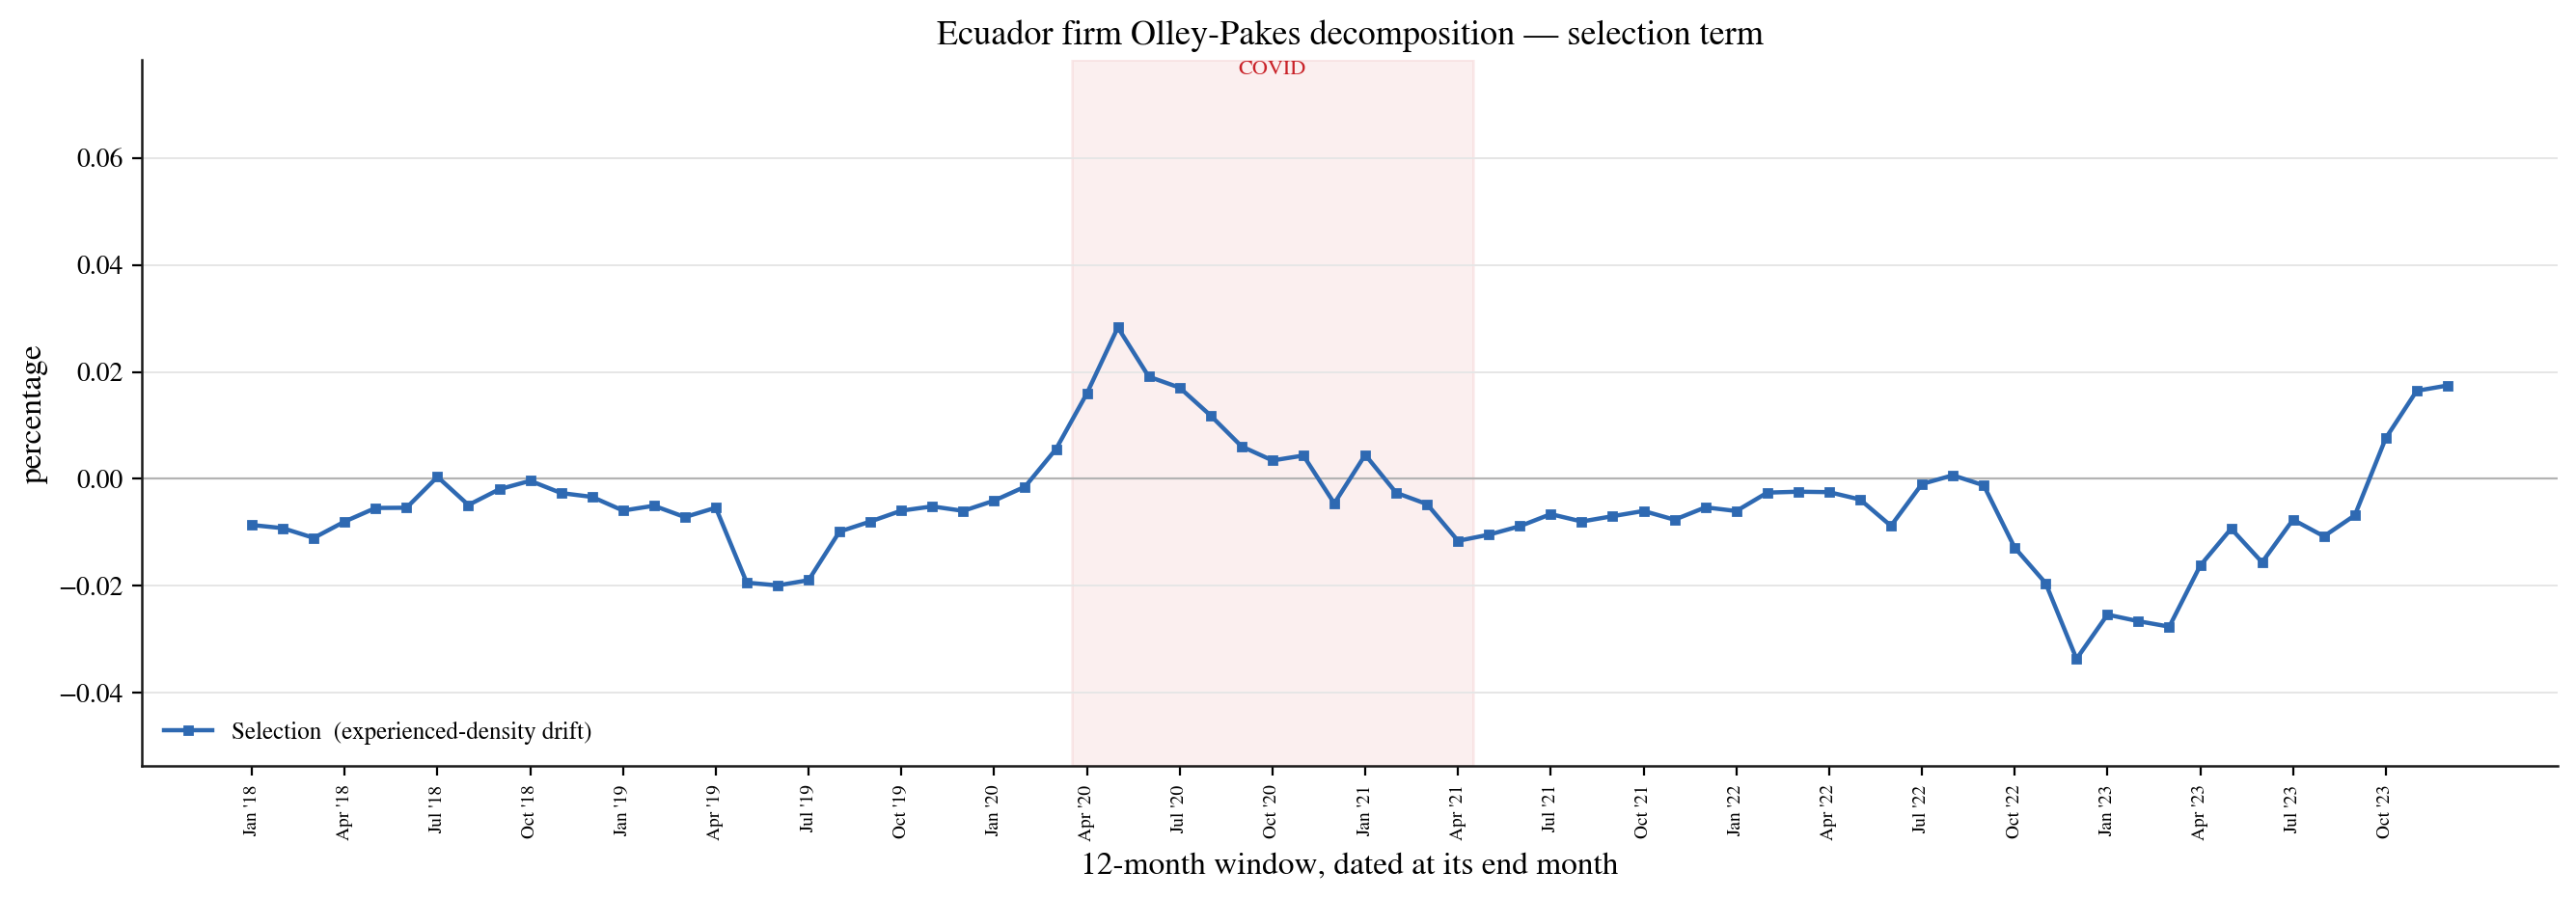 Ecuador firm Olley-Pakes decomposition — selection term
COVID
percentage
0.06
0.04
0.02
0.00
−0.02
−0.04
Selection (experienced-density drift)
Jan '18
Apr '18
Jul '18
Oct '18
Jan '19
Apr '19
Jul '19
Oct '19
Jan '20
Apr '20
Jul '20
Oct '20
Jan '21
Apr '21
Jul '21
Oct '21
Jan '22
Apr '22
Jul '22
Oct '22
Jan '23
Apr '23
Jul '23
Oct '23
12-month window, dated at its end month